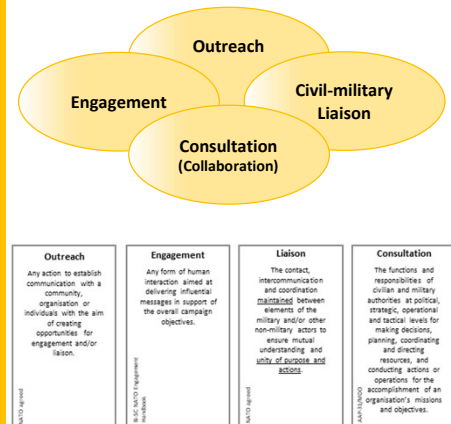 Outreach
Engagement
Civil-military
Liaison
Consultation
(Collaboration)
Outreach
Any action to establish
communication with a
community,
organisation or
individuals with the aim
of creating
opportunities for
engagement and/or
liaison.
NATO agreed
Engagement
Any form of human
interaction aimed at
delivering influential
messages in support of
the overall campaign
objectives.
Bi-SC NATO Engagement
Handbook
Liaison
The contact,
intercommunication
and coordination
maintained between
elements of the
military and/or other
non-military actors to
ensure mutual
understanding and
unity of purpose and
actions.
NATO agreed
Consultation
The functions and
responsibilities of
civilian and military
authorities at political,
strategic, operational
and tactical levels for
making decisions,
planning, coordinating
and directing
resources, and
conducting actions or
operations for the
accomplishment of an
organisation's missions
and objectives.